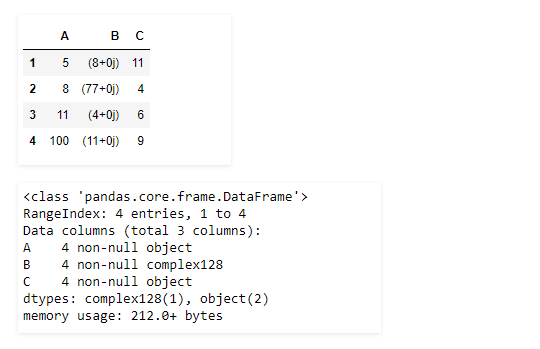 A B C
1 5 (8+0j) 11
2 8 (77+0j) 4
3 11 (4+0j) 6
4 100 (11+0j) 9
<class 'pandas.core.frame.DataFrame'>
RangeIndex: 4 entries, 1 to 4
Data columns (total 3 columns):
A    4 non-null object
B    4 non-null complex128
C    4 non-null object
dtypes: complex128(1), object(2)
memory usage: 212.0+ bytes